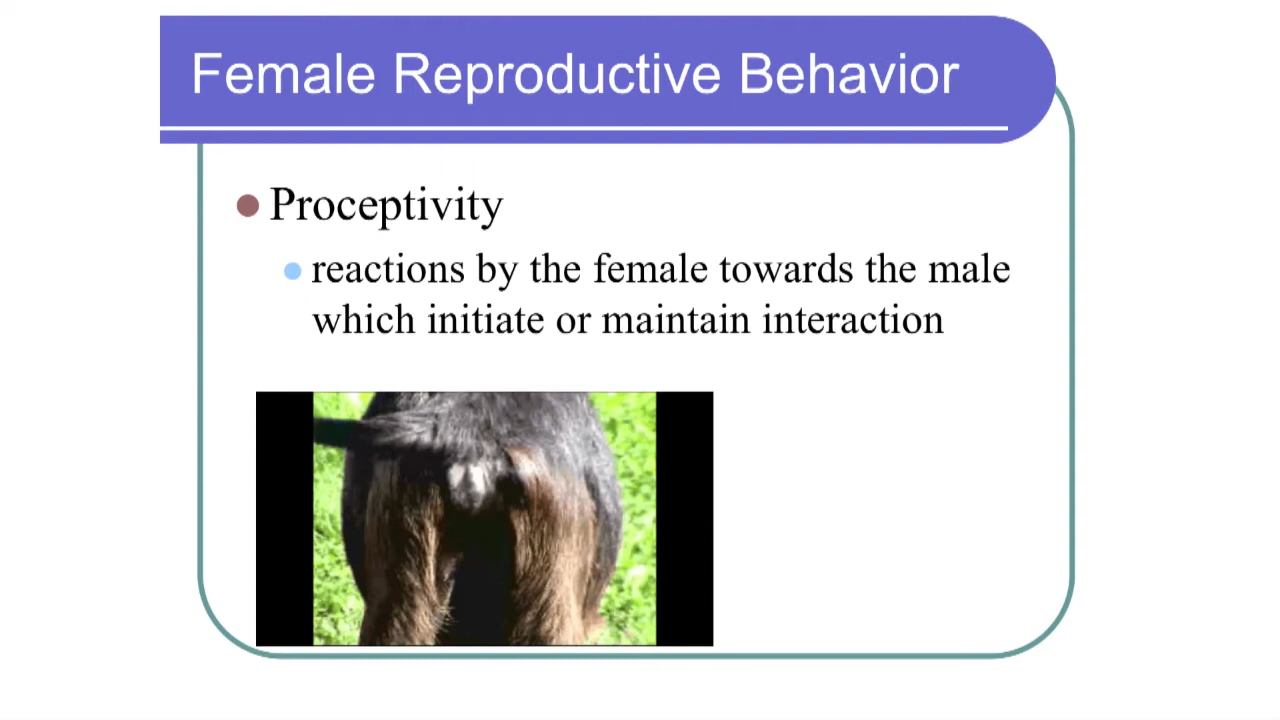 Female Reproductive Behavior
Proceptivity
reactions by the female towards the male
which initiate or maintain interaction